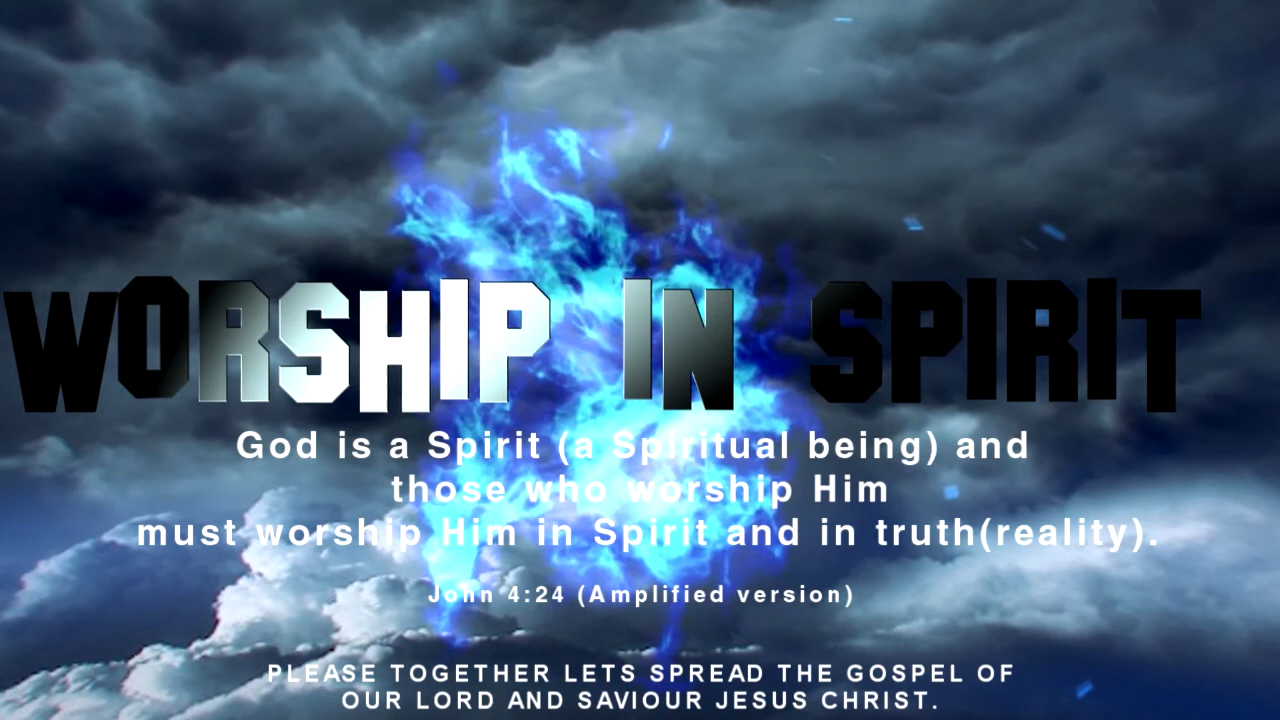 WORSHIP IN SPIRIT
God is a Spirit (a Spiritual being) and
those who worship Him
must worship Him in Spirit and in truth(reality).
John 4:24 (Amplified version)
PLEASE TOGETHER LETS SPREAD THE GOSPEL OF
OUR LORD AND SAVIOUR JESUS CHRIST.